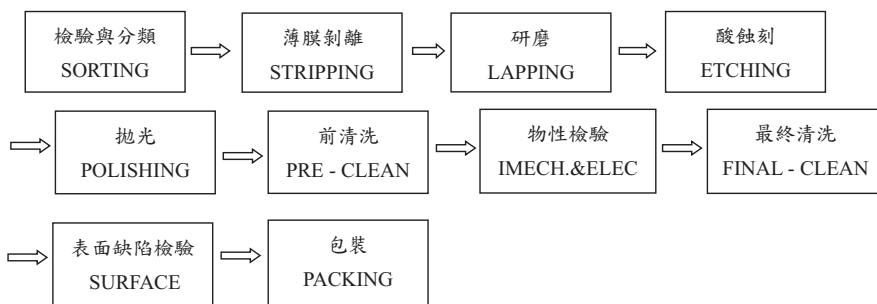 檢驗與分類
SORTING
薄膜剝離
STRIPPING
研磨
LAPPING
酸蝕刻
ETCHING
拋光
POLISHING
前清洗
PRE - CLEAN
物性檢驗
IMECH.&ELEC
最終清洗
FINAL - CLEAN
表面缺陷檢驗
SURFACE
包裝
PACKING